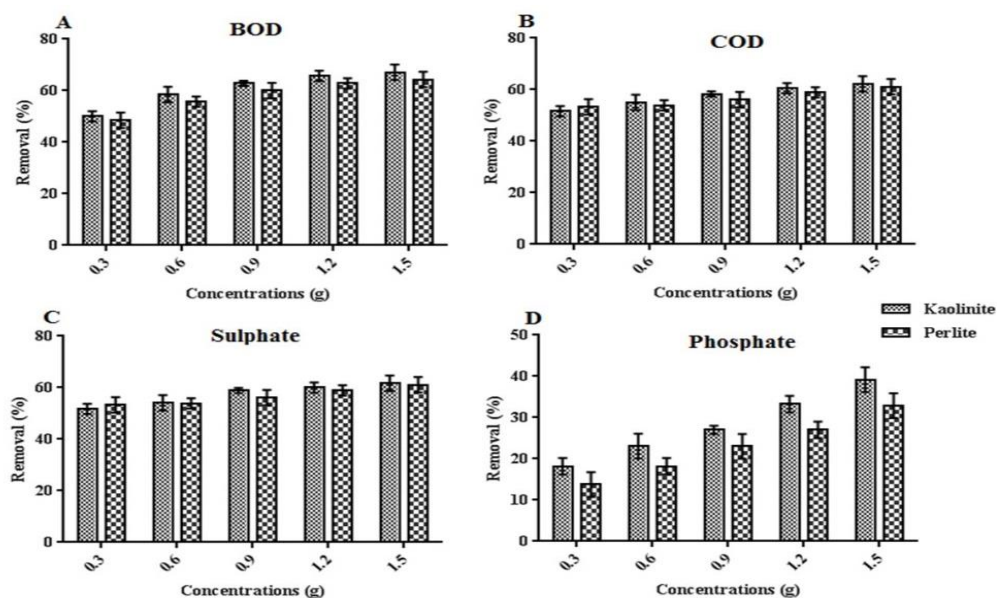 A
BOD
Removal (%)
80
60
40
20
0
0.3 0.6 0.9 1.2 1.5
Concentrations (g)
B
COD
Removal (%)
80
60
40
20
0
0.3 0.6 0.9 1.2 1.5
Concentrations (g)
C
Sulphate
Removal (%)
80
60
40
20
0
0.3 0.6 0.9 1.2 1.5
Concentrations (g)
D
Phosphate
Removal (%)
50
40
30
20
10
0
0.3 0.6 0.9 1.2 1.5
Concentrations (g)
Kaolinite
Perlite